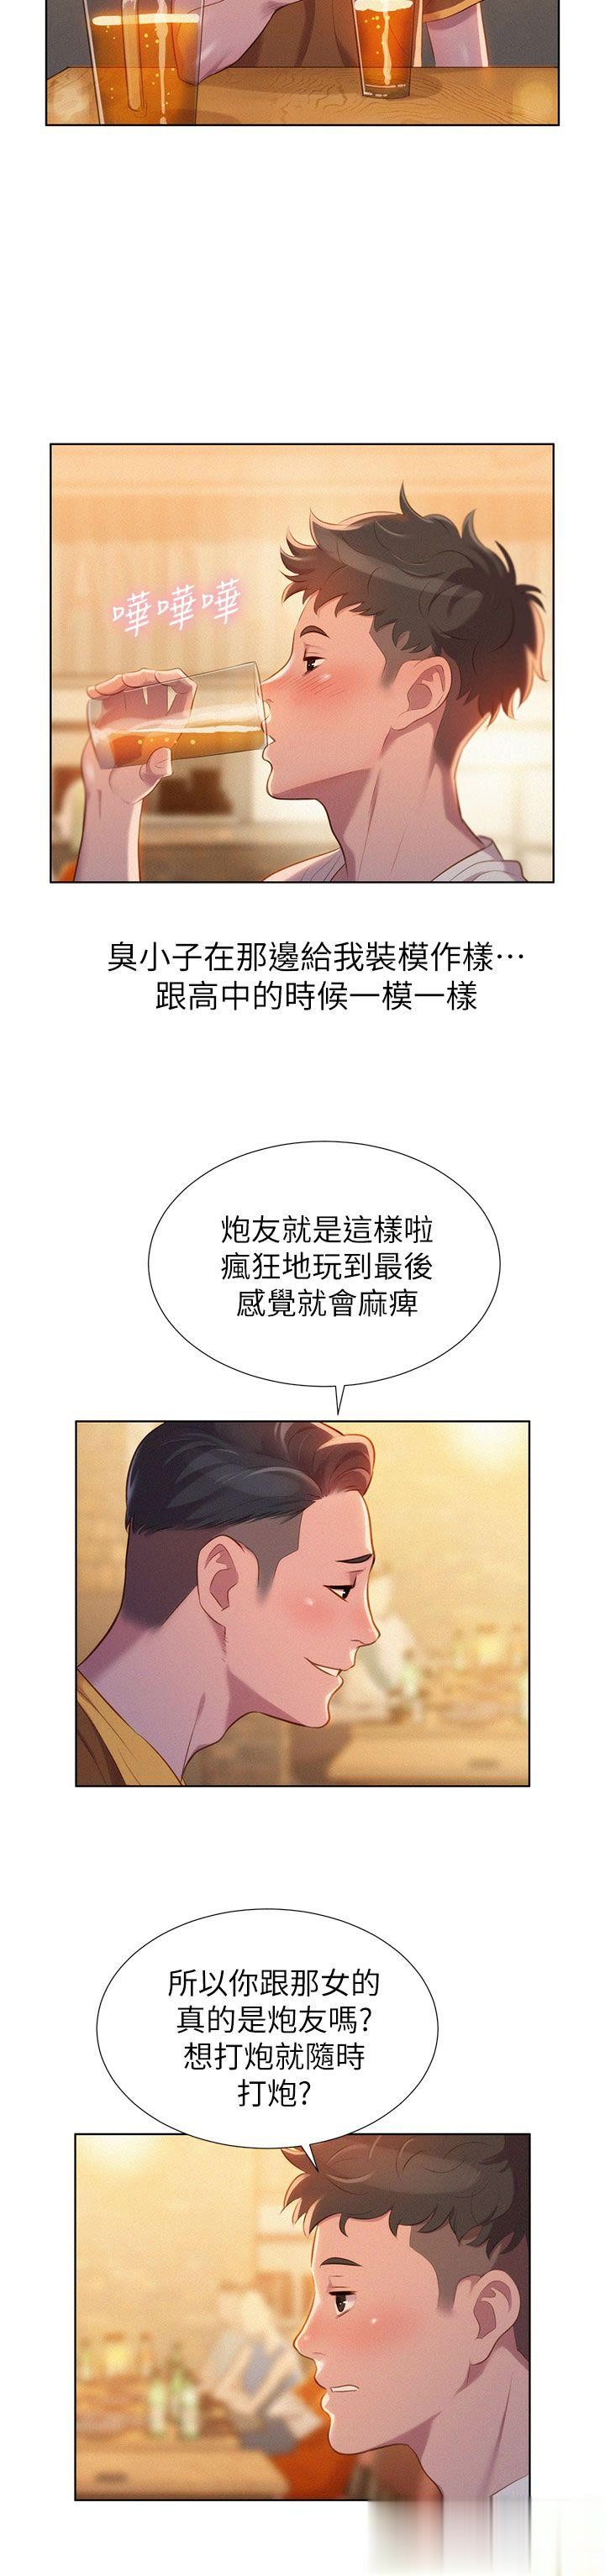 嘩嘩嘩
臭小子在那邊給我裝模作樣⋯
跟高中的時候一模一樣
炮友就是這樣啦
瘋狂地玩到最後
感覺就會麻痺
所以你跟那女的
真的是炮友嗎?
想打炮就隨時
打炮?